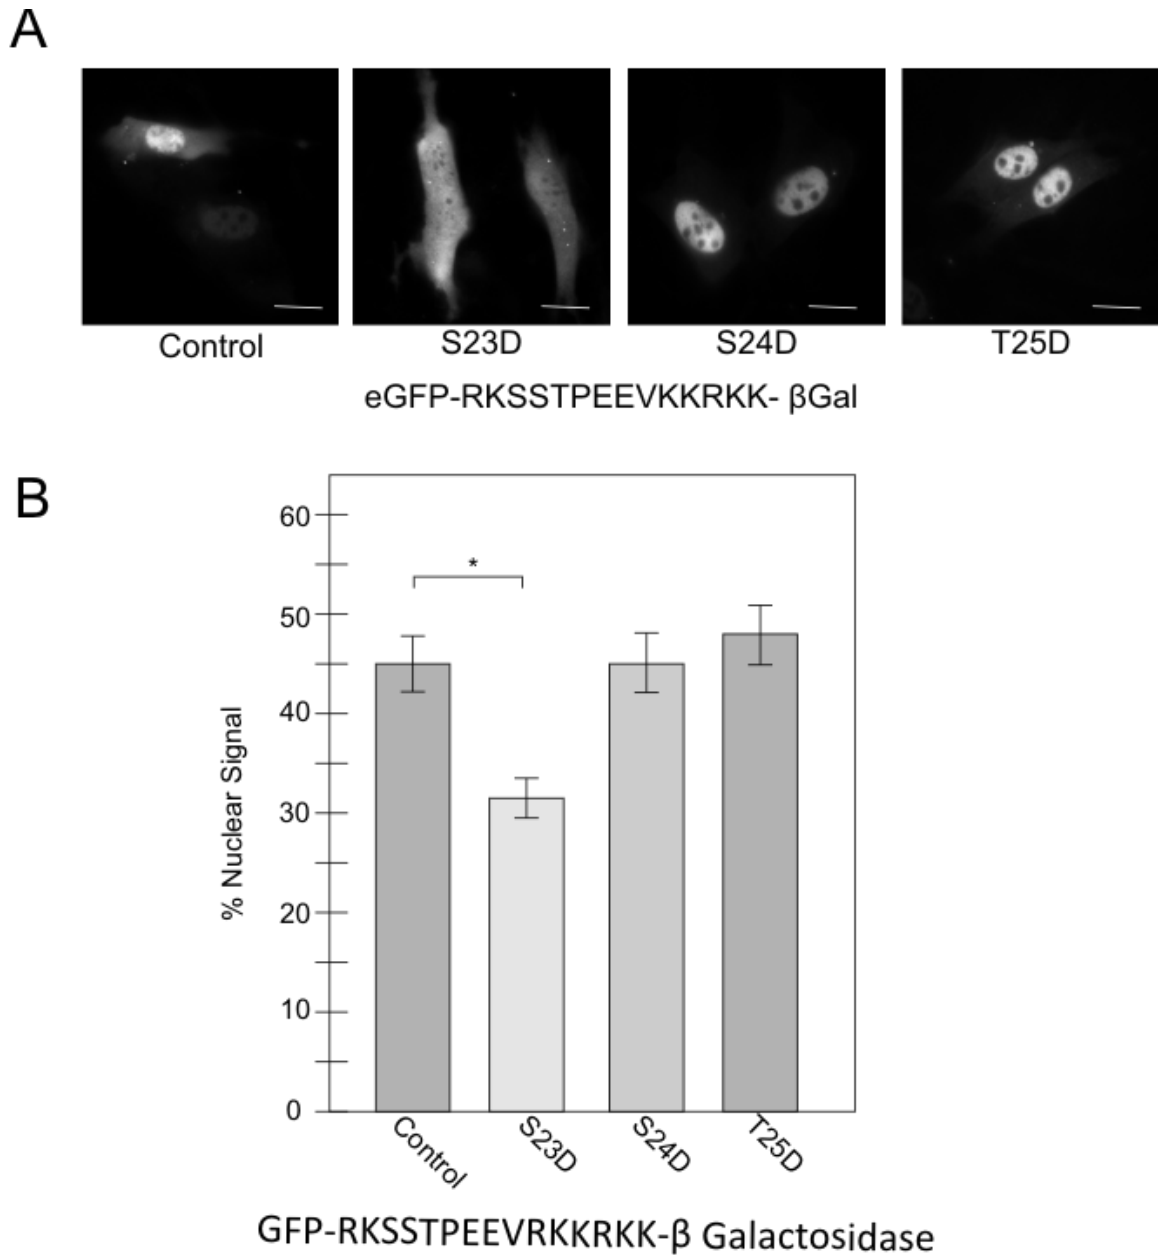 A
Control S23D S24D T25D
eGFP-RKSSTPEEVKKRKK- βGal
B
60
50
40
30
20
10
0
% Nuclear Signal
*
Control S23D S24D T25D
GFP-RKSSTPEEVRKKRKK-β Galactosidase